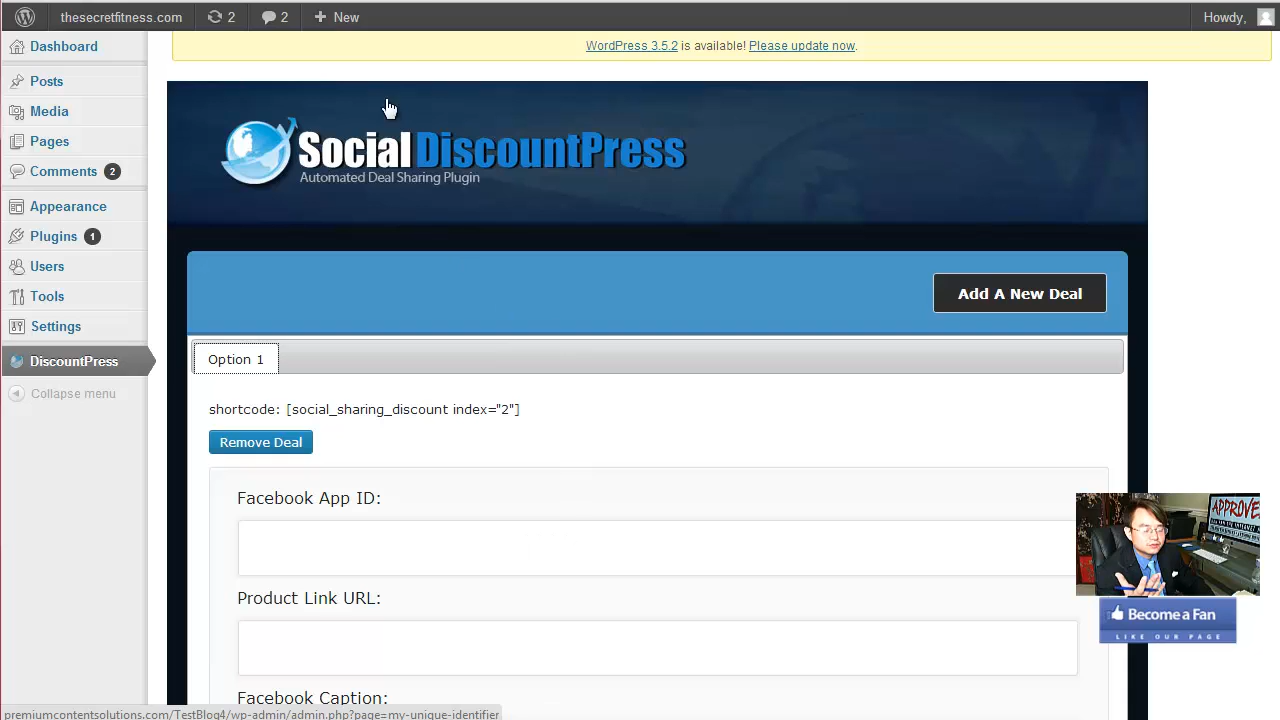 thesecretfitness.com 2 2 + New Howdy,
WordPress 3.5.2 is available! Please update now.
Dashboard
Posts
Media
Pages
Comments 2
Appearance
Plugins 1
Users
Tools
Settings
DiscountPress
Collapse menu
Social DiscountPress
Automated Deal Sharing Plugin
Add A New Deal
Option 1
shortcode: [social_sharing_discount index="2"]
Remove Deal
Facebook App ID:
Product Link URL:
Facebook Caption:
APPROVE
Become a Fan
LIKE OUR PAGE
premiumcontentsolutions.com/TestBlog4/wp-admin/admin.php?page=my-unique-identifier